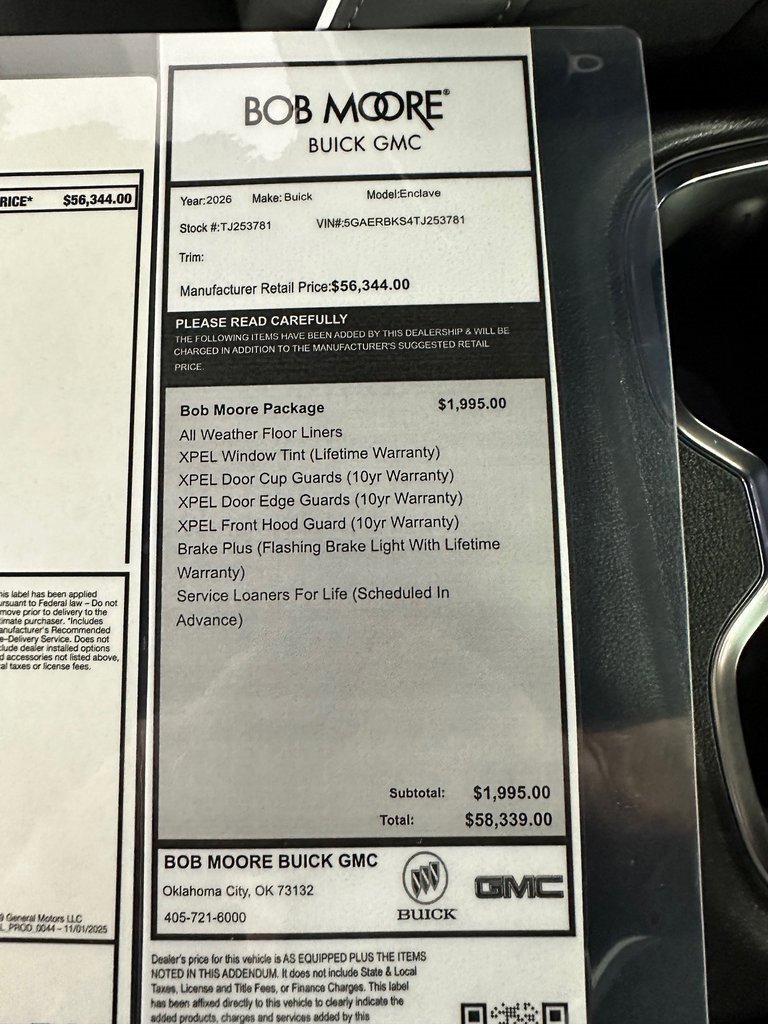 RICE* $56,344.00
his label has been applied
ursuant to Federal law – Do not
move prior to delivery to the
timate purchaser. *Includes
anufacturer's Recommended
e-Delivery Service. Does not
clude dealer installed options
d accessories not listed above,
al taxes or license fees.
9 General Motors LLC
L_PROD_0044 – 11/01/2025
BOB MOORE®
BUICK GMC
Year:2026 Make: Buick Model:Enclave
Stock #:TJ253781 VIN#:5GAERBKS4TJ253781
Trim:
Manufacturer Retail Price:$56,344.00
PLEASE READ CAREFULLY
THE FOLLOWING ITEMS HAVE BEEN ADDED BY THIS DEALERSHIP & WILL BE
CHARGED IN ADDITION TO THE MANUFACTURER'S SUGGESTED RETAIL
PRICE.
Bob Moore Package $1,995.00
All Weather Floor Liners
XPEL Window Tint (Lifetime Warranty)
XPEL Door Cup Guards (10yr Warranty)
XPEL Door Edge Guards (10yr Warranty)
XPEL Front Hood Guard (10yr Warranty)
Brake Plus (Flashing Brake Light With Lifetime
Warranty)
Service Loaners For Life (Scheduled In
Advance)
Subtotal: $1,995.00
Total: $58,339.00
BOB MOORE BUICK GMC
Oklahoma City, OK 73132
405-721-6000
BUICK
GMC
Dealer's price for this vehicle is AS EQUIPPED PLUS THE ITEMS
NOTED IN THIS ADDENDUM. It does not include State & Local
Taxes, License and Title Fees, or Finance Charges. This label
has been affixed directly to this vehicle to clearly indicate the
added products, charges and services added by this